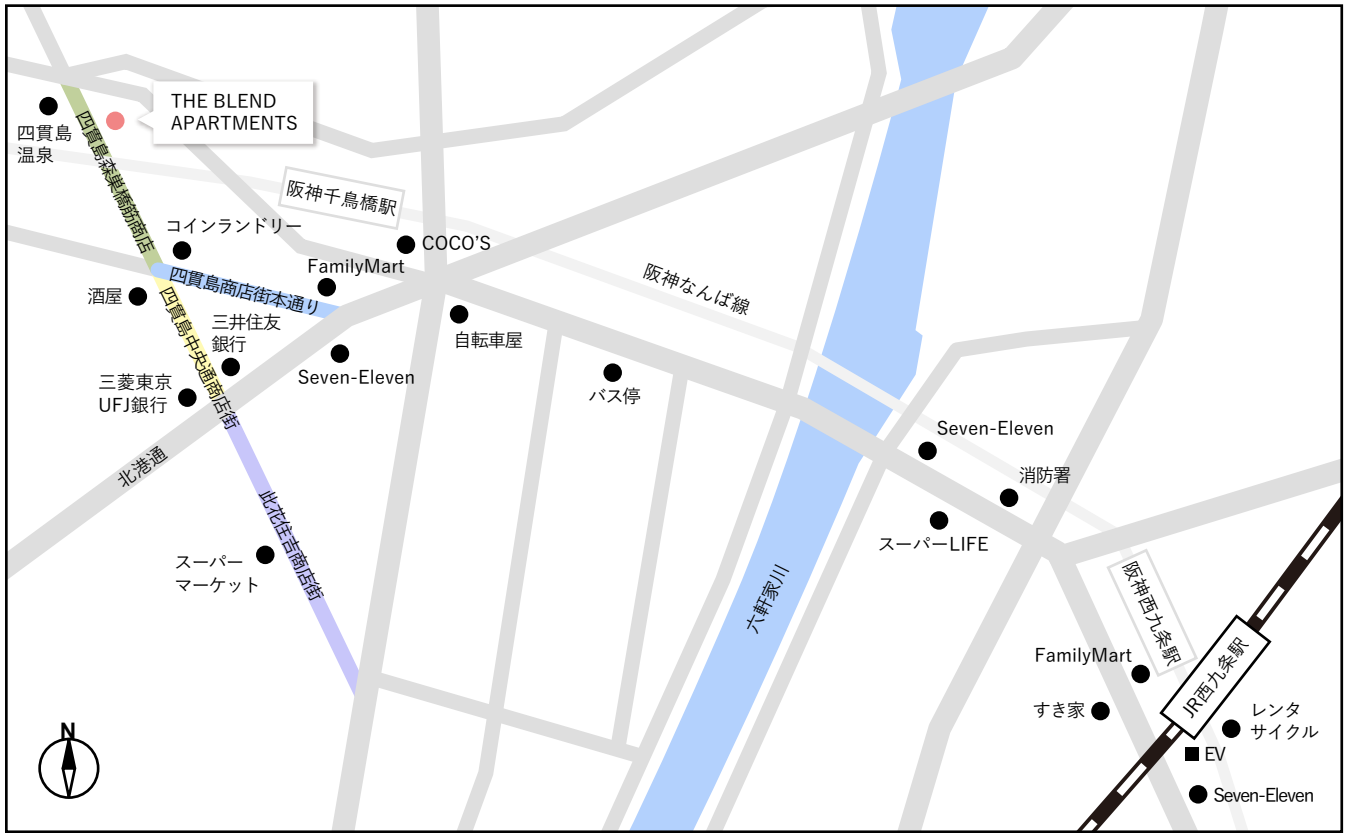 THE BLEND
APARTMENTS
四貫島
温泉
四貫島森巣橋筋商店
阪神千鳥橋駅
コインランドリー
COCO'S
FamilyMart
四貫島商店街本通り
酒屋
四貫島中央通商店街
三井住友
銀行
阪神なんば線
自転車屋
Seven-Eleven
三菱東京
UFJ銀行
バス停
北港通
Seven-Eleven
消防署
スーパーLIFE
此花住吉商店街
スーパー
マーケット
六軒家川
阪神西九条駅
FamilyMart
JR西九条駅
すき家
レンタ
サイクル
EV
Seven-Eleven
N